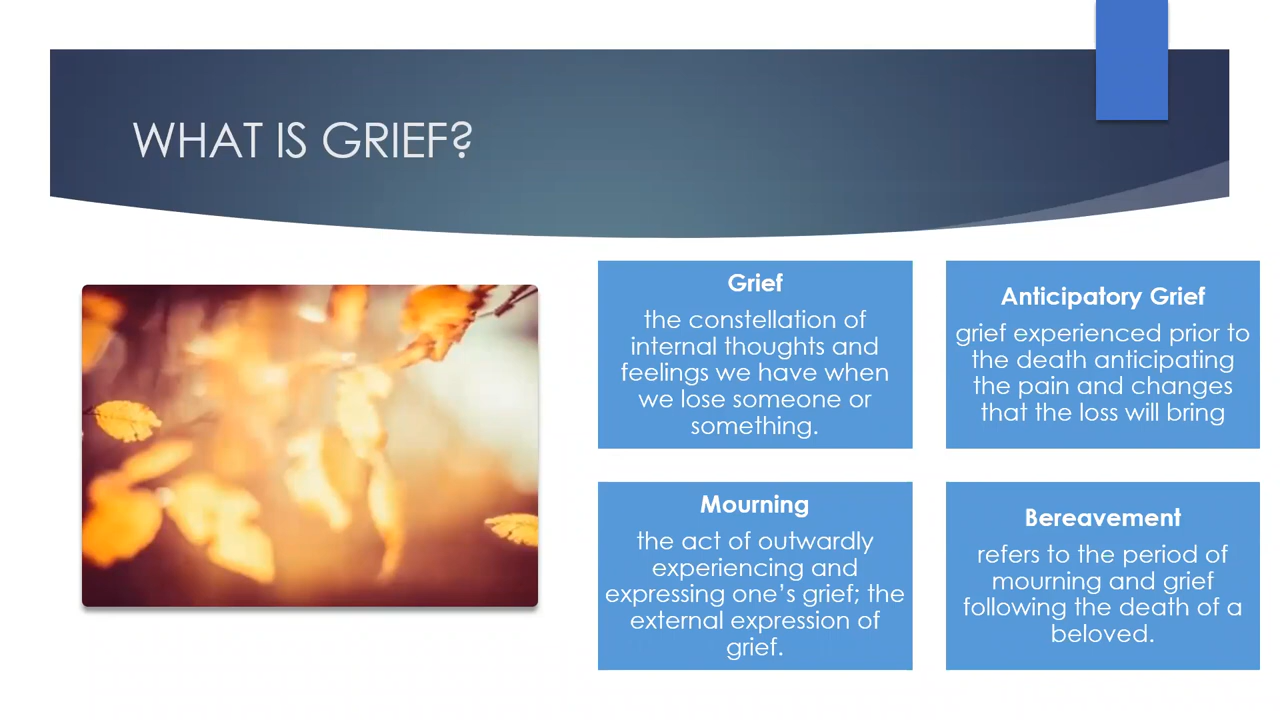 WHAT IS GRIEF?
Grief
the constellation of
internal thoughts and
feelings we have when
we lose someone or
something.
Anticipatory Grief
grief experienced prior to
the death anticipating
the pain and changes
that the loss will bring
Mourning
the act of outwardly
experiencing and
expressing one’s grief; the
external expression of
grief.
Bereavement
refers to the period of
mourning and grief
following the death of a
beloved.